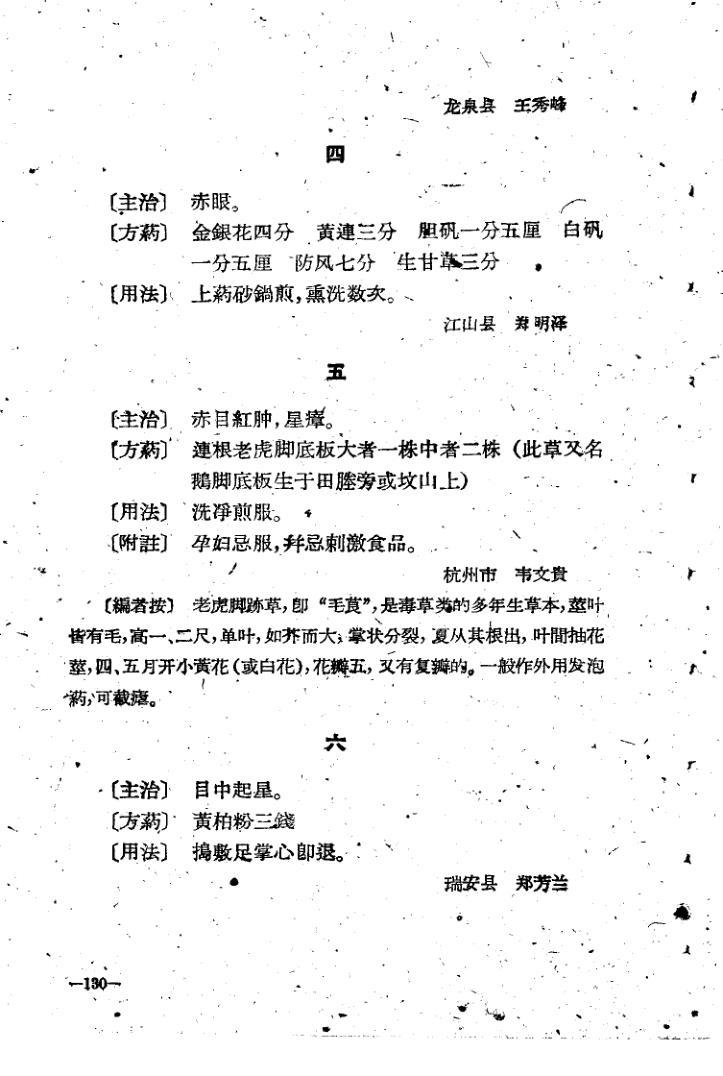 龙泉县 王秀峰
四
〔主治〕 赤眼。
〔方葯〕 金銀花四分 黃連三分 胆矾一分五厘 白矾
一分五厘 防风七分 生甘草三分
〔用法〕 上葯砂鍋煎，熏洗数次。
江山县 郑明泽
五
〔主治〕 赤目紅肿，星瘴。
〔方葯〕 連根老虎脚底板大者一株中者二株（此草又名
鵝脚底板生于田塍旁或坟山上）
〔用法〕 洗净煎服。
〔附註〕 孕妇忌服，幷忌刺激食品。
杭州市 韦文貴
〔編者按〕 老虎脚跡草，卽“毛茛”，是毒草类的多年生草本，莖叶
皆有毛，高一、二尺，单叶，如芥而大，掌状分裂，夏从其根出，叶間抽花
莖，四、五月开小黃花（或白花），花瓣五，又有复瓣的。一般作外用发泡
葯，可截瘧。
六
〔主治〕 目中起星。
〔方葯〕 黃柏粉三錢
〔用法〕 搗敷足掌心卽退。
瑞安县 郑芳兰
—130—